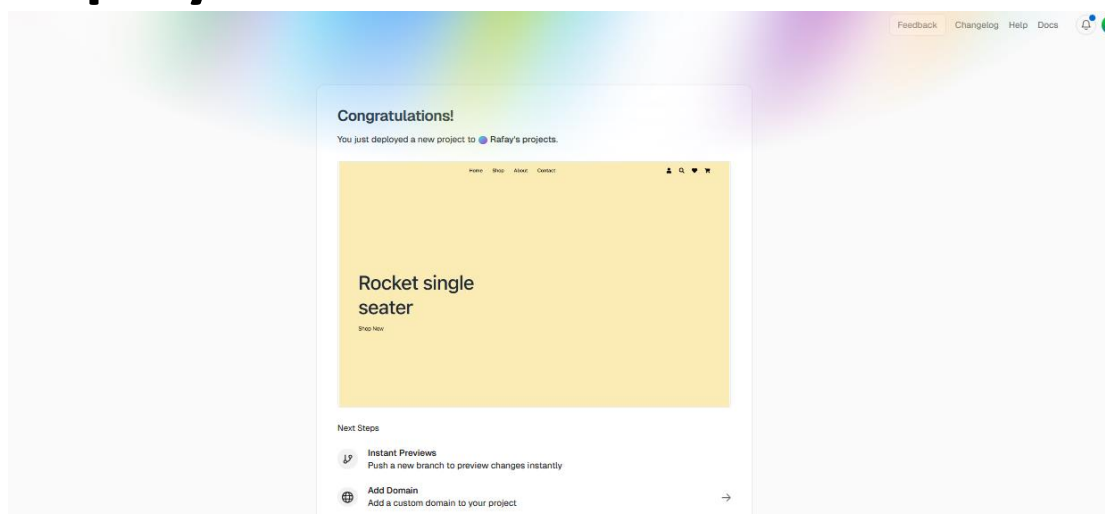 Feedback Changelog Help Docs
Congratulations!
You just deployed a new project to Rafay's projects.
Home Shop About Contact
Rocket single
seater
Shop Now
Next Steps
Instant Previews
Push a new branch to preview changes instantly
Add Domain
Add a custom domain to your project